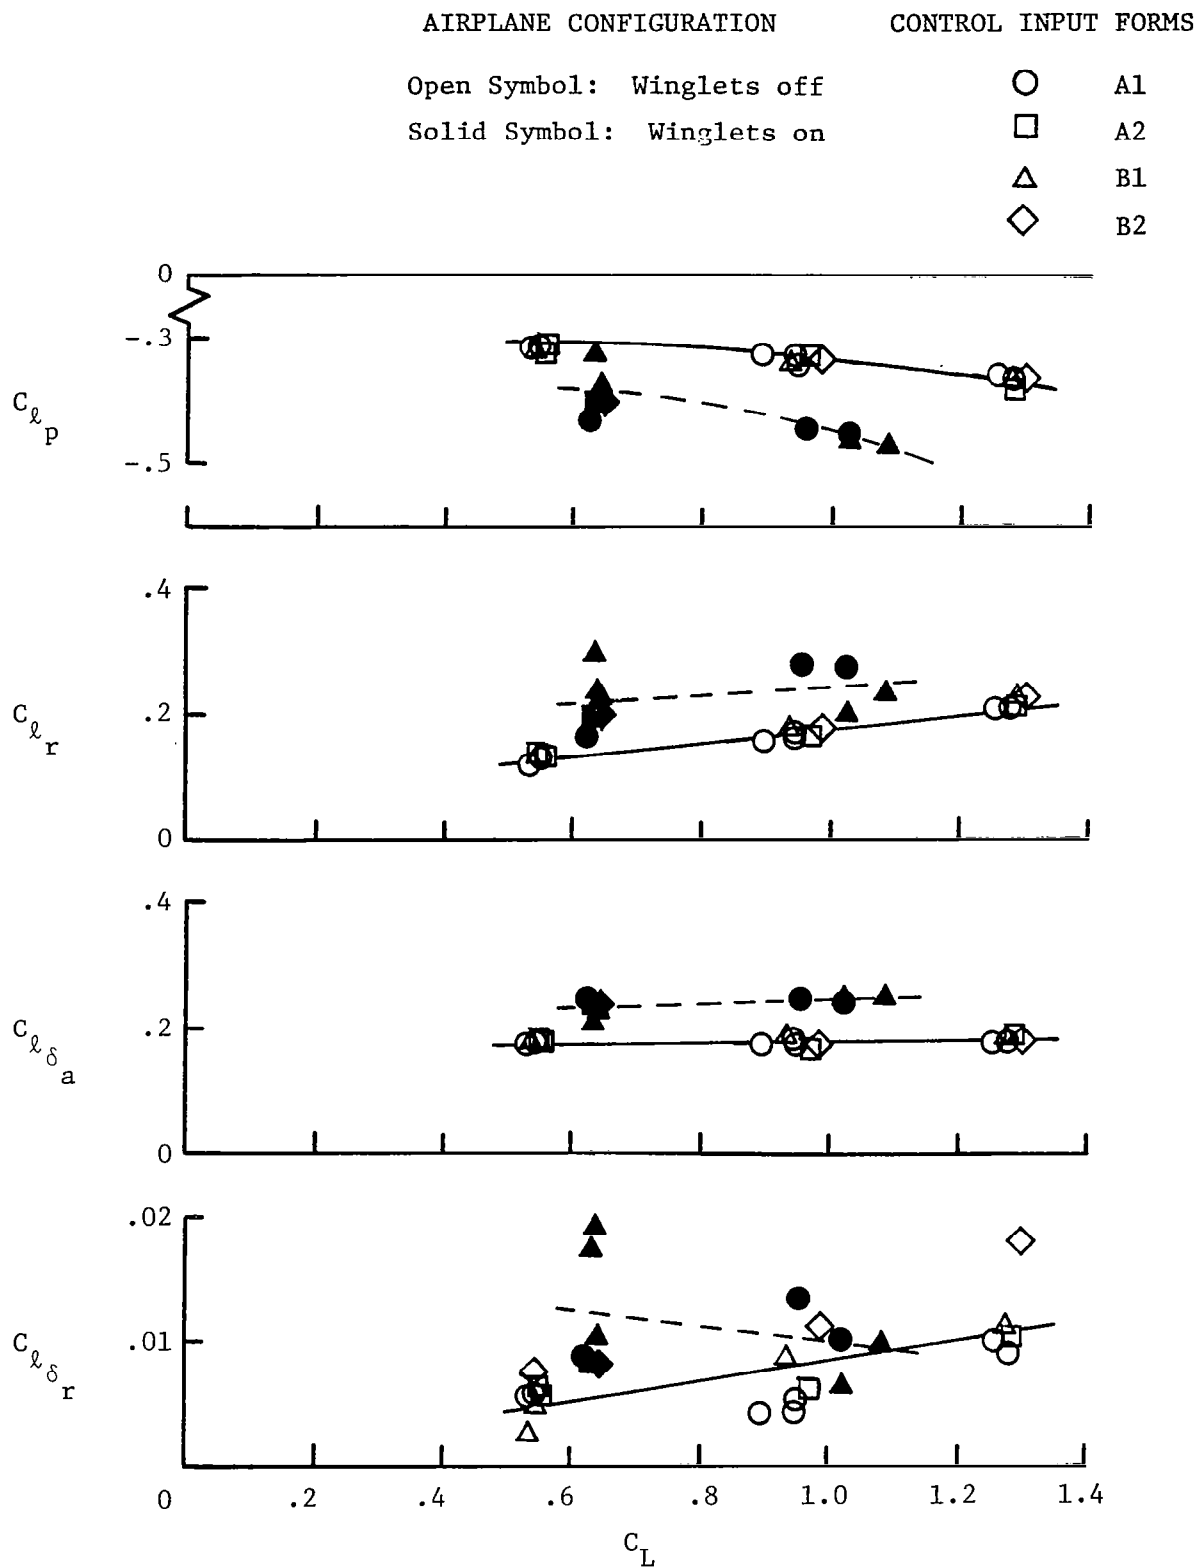 AIRPLANE CONFIGURATION CONTROL INPUT FORMS
Open Symbol: Winglets off A1
Solid Symbol: Winglets on A2
B1
B2
0
-.3
C ℓ p
-.5
.4
C ℓ r
.2
0
.4
C ℓ δ a
.2
0
.02
C ℓ δ r
.01
0 .2 .4 .6 .8 1.0 1.2 1.4
C L